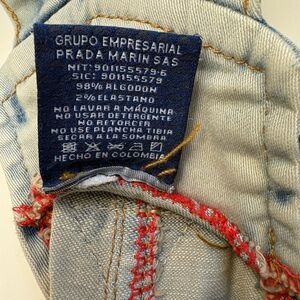 GRUPO EMPRESARIAL
PRADA MARIN SAS
NIT: 901155579-6
SIC: 901155579
98% ALGODON
2% ELASTANO
NO LAVAR A MAQUINA
NO USAR DETERGENTE
NO RETORCER
NO USE PLANCHA TIBIA
SECAR A LA SOMBRA
HECHO EN COLOMBIA